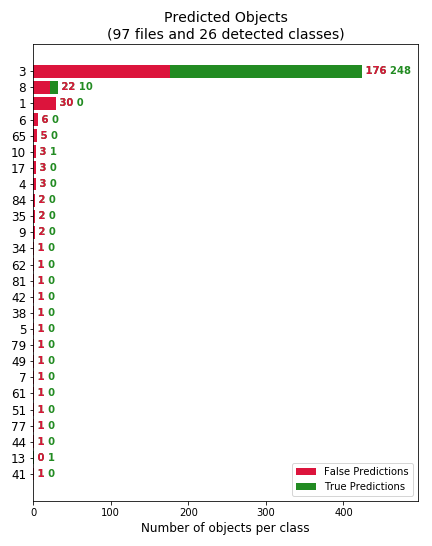 Predicted Objects
(97 files and 26 detected classes)
3 176 248
8 22 10
1 30 0
6 6 0
65 5 0
10 3 1
17 3 0
4 3 0
84 2 0
35 2 0
9 2 0
34 1 0
62 1 0
81 1 0
42 1 0
38 1 0
5 1 0
79 1 0
49 1 0
7 1 0
61 1 0
51 1 0
77 1 0
44 1 0
13 0 1
41 1 0
False Predictions
True Predictions
0 100 200 300 400
Number of objects per class